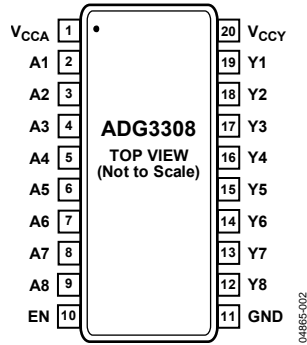 VCCA 1 20 VCCY
A1 2 19 Y1
A2 3 18 Y2
A3 4 ADG3308 17 Y3
A4 5 TOP VIEW 16 Y4
(Not to Scale)
A5 6 15 Y5
A6 7 14 Y6
A7 8 13 Y7
A8 9 12 Y8
EN 10 11 GND
04865-002